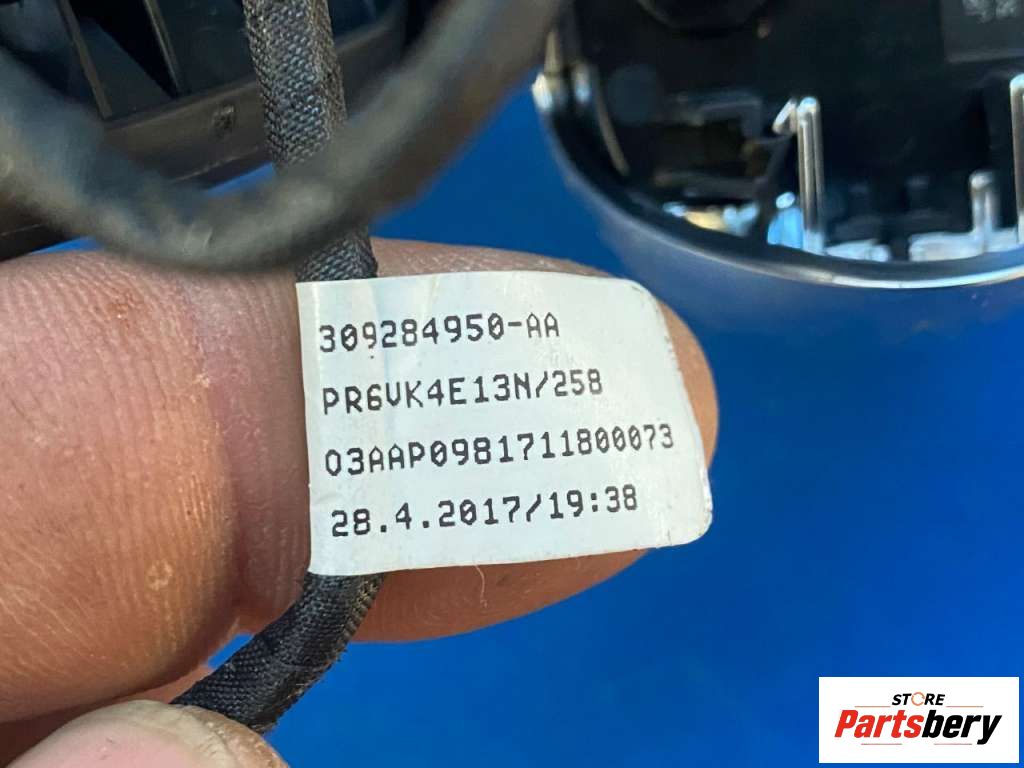 309284950-AA
PR6VK4E13N/258
03AAP0981711800073
28.4.2017/19:38
STORE
Partsbery